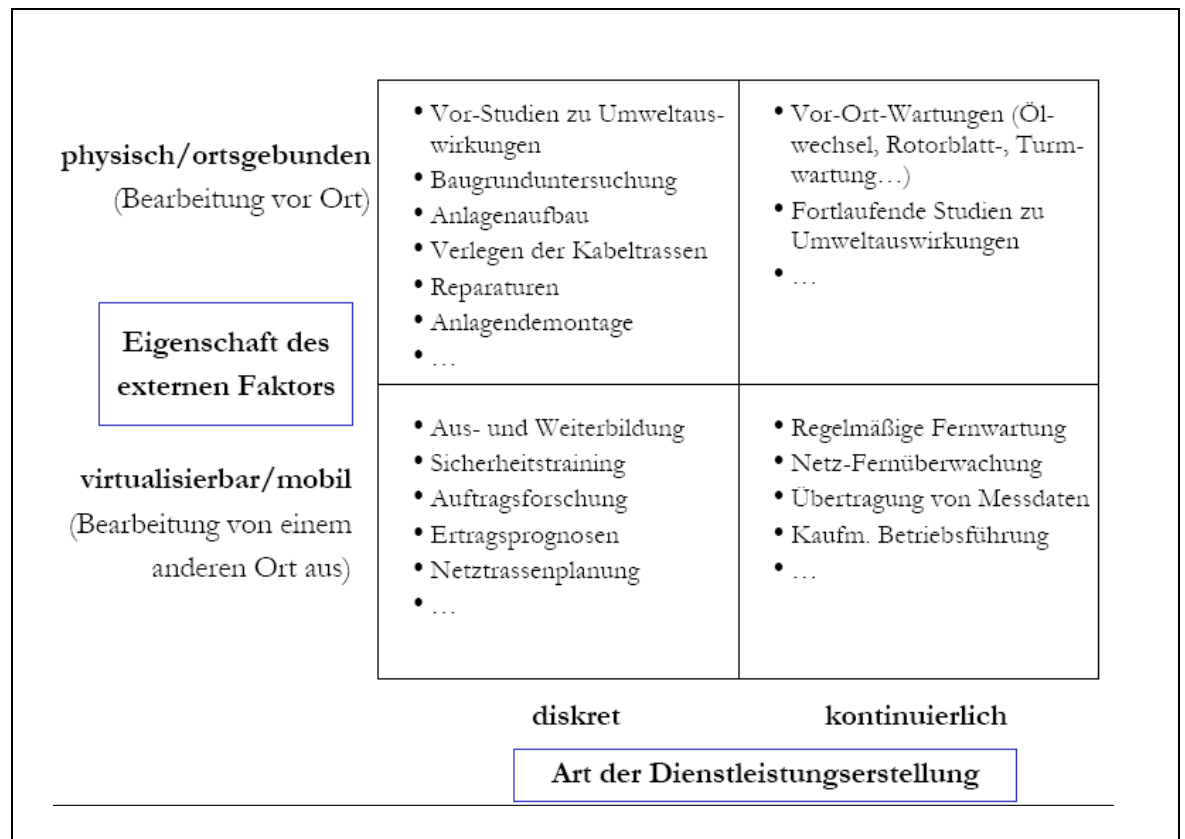 physisch/ortsgebunden
(Bearbeitung vor Ort)
• Vor-Studien zu Umweltaus-
wirkungen
• Baugrunduntersuchung
• Anlagenaufbau
• Verlegen der Kabeltrassen
• Reparaturen
• Anlagendemontage
• …
• Vor-Ort-Wartungen (Öl-
wechsel, Rotorblatt-, Turm-
wartung…)
• Fortlaufende Studien zu
Umweltauswirkungen
• …
Eigenschaft des
externen Faktors
virtualisierbar/mobil
(Bearbeitung von einem
anderen Ort aus)
• Aus- und Weiterbildung
• Sicherheitstraining
• Auftragsforschung
• Ertragsprognosen
• Netztrassenplanung
• …
• Regelmäßige Fernwartung
• Netz-Fernüberwachung
• Übertragung von Messdaten
• Kaufm. Betriebsführung
• …
diskret
kontinuierlich
Art der Dienstleistungserstellung